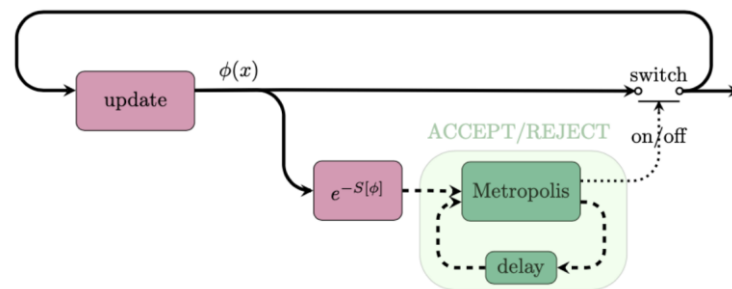 ϕ(x)
switch
update
ACCEPT/REJECT
on/off
e^{-S[ϕ]}
Metropolis
delay